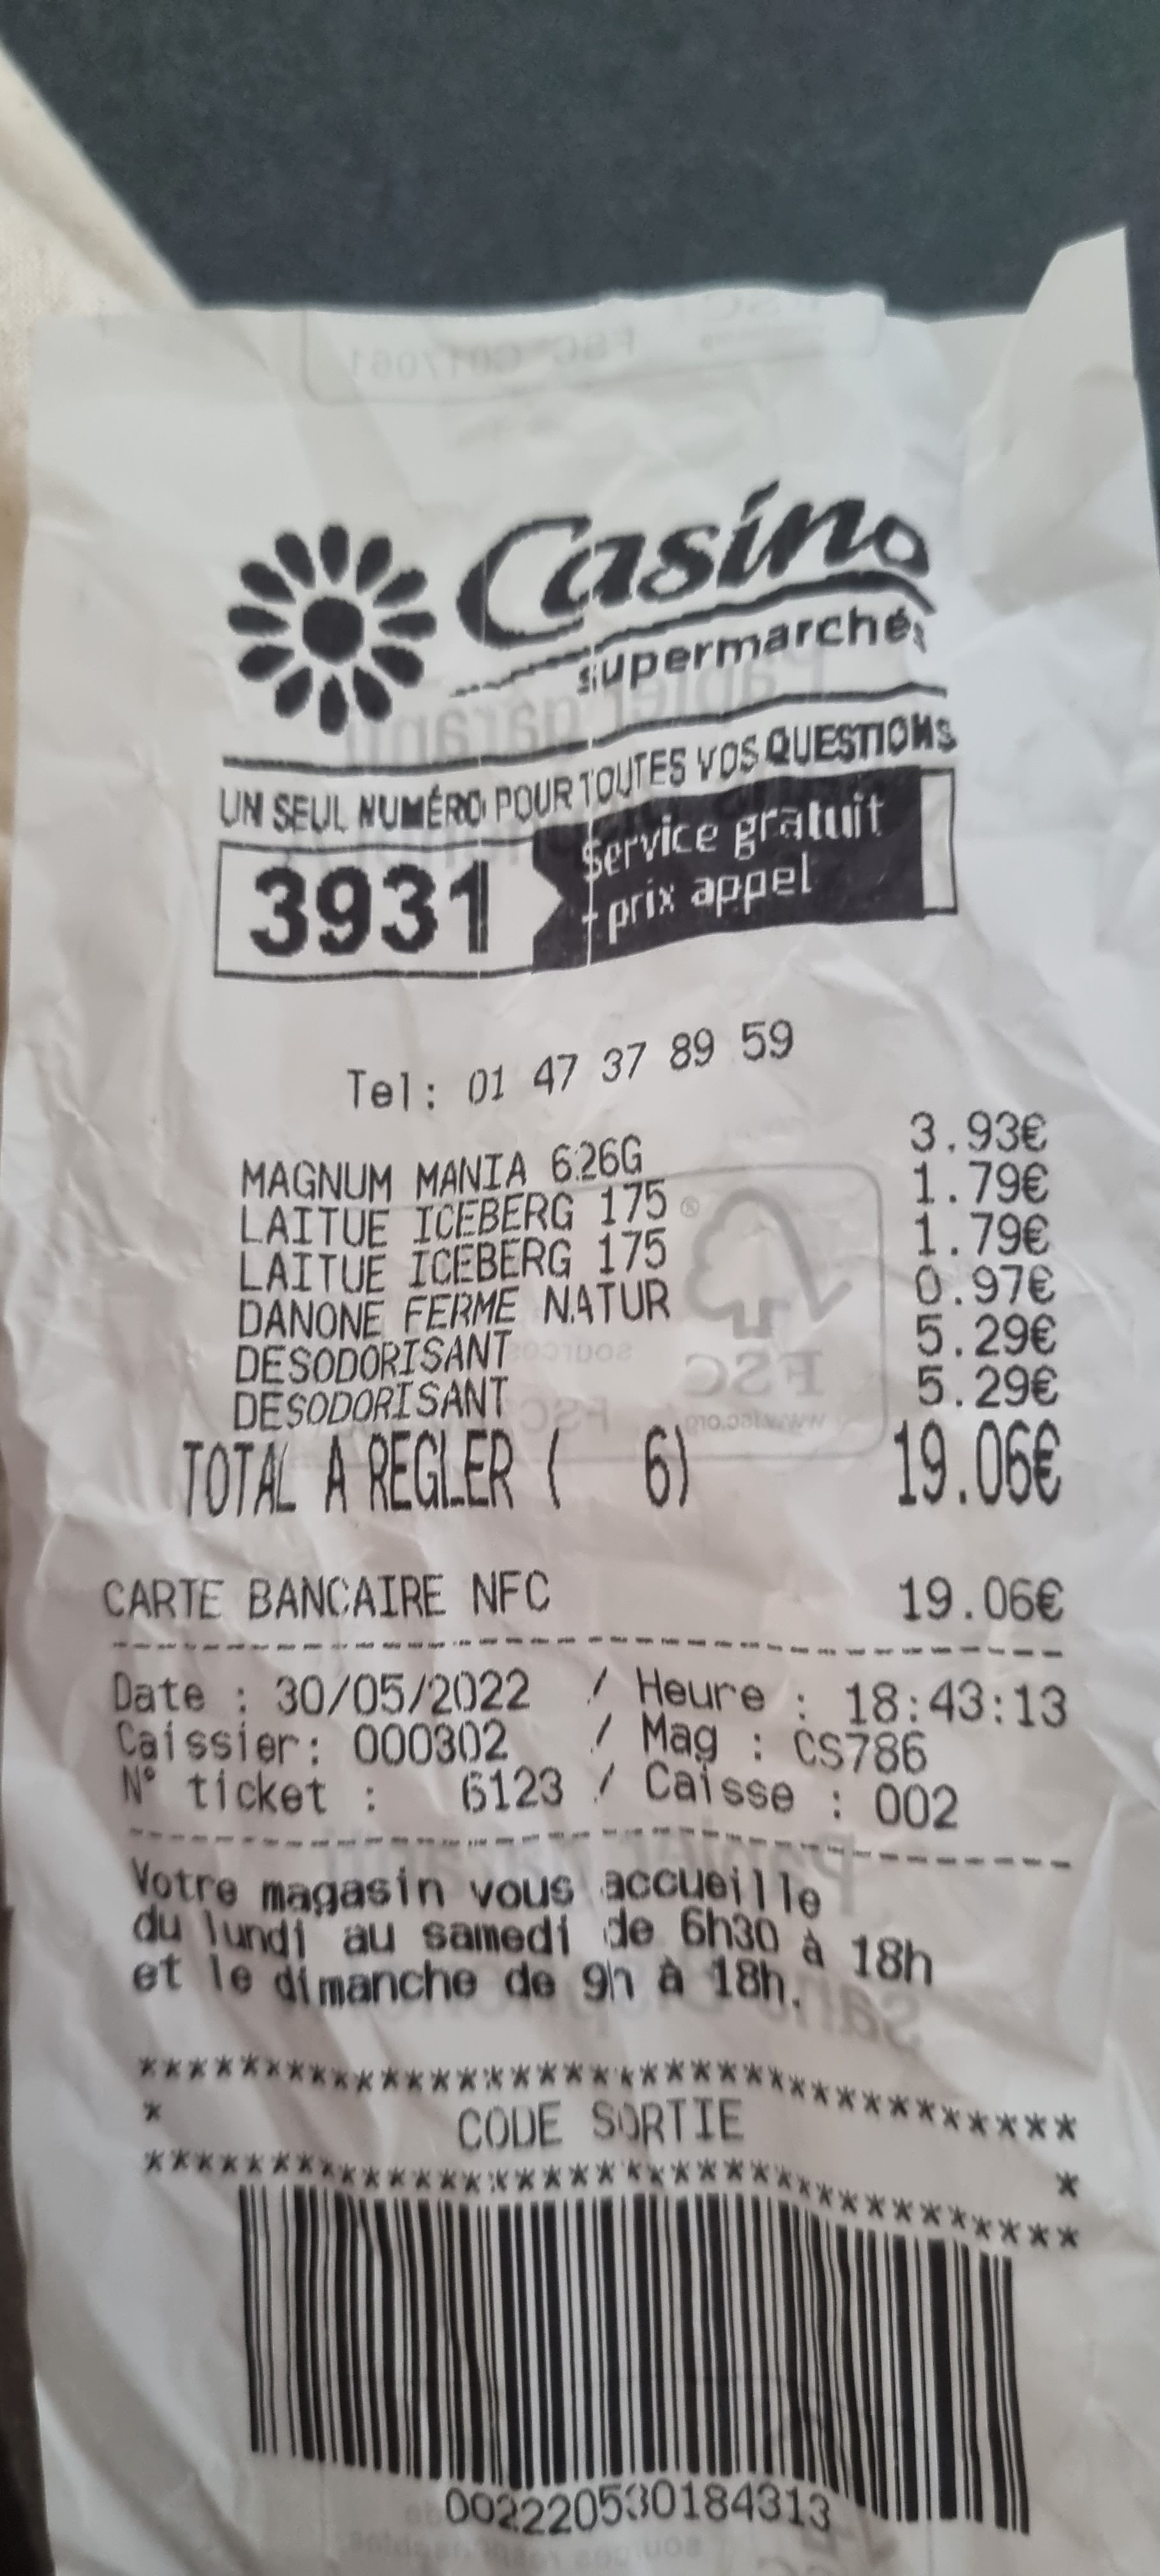 Casino
supermarchés
UN SEUL NUMÉRO POUR TOUTES VOS QUESTIONS
3931 Service gratuit
+ prix appel
Tel: 01 47 37 89 59
MAGNUM MANIA 626G 3.93€
LAITUE ICEBERG 175 1.79€
LAITUE ICEBERG 175 1.79€
DANONE FERME NATUR 0.97€
DESODORISANT 5.29€
DESODORISANT 5.29€
TOTAL A REGLER ( 6) 19.06€
CARTE BANCAIRE NFC 19.06€
Date : 30/05/2022 / Heure : 18:43:13
Caissier: 000302 / Mag : CS786
N° ticket : 6123 / Caisse : 002
Votre magasin vous accueille
du lundi au samedi de 6h30 à 18h
et le dimanche de 9h à 18h.
****************************************
* CODE SORTIE *
****************************************
002220530184313